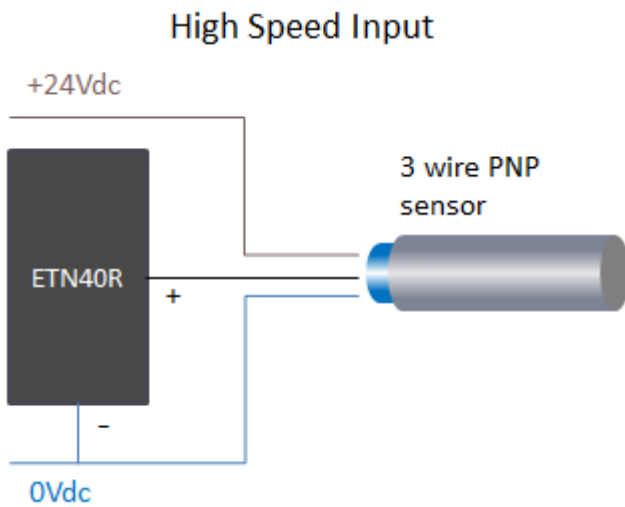 High Speed Input
+24Vdc
3 wire PNP
sensor
ETN40R
+
-
0Vdc